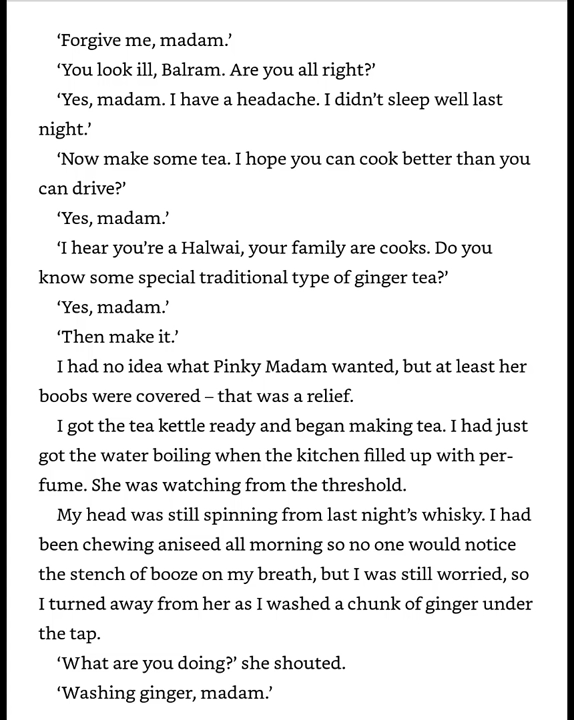 ‘Forgive me, madam.’
‘You look ill, Balram. Are you all right?’
‘Yes, madam. I have a headache. I didn’t sleep well last
night.’
‘Now make some tea. I hope you can cook better than you
can drive?’
‘Yes, madam.’
‘I hear you’re a Halwai, your family are cooks. Do you
know some special traditional type of ginger tea?’
‘Yes, madam.’
‘Then make it.’
I had no idea what Pinky Madam wanted, but at least her
boobs were covered – that was a relief.
I got the tea kettle ready and began making tea. I had just
got the water boiling when the kitchen filled up with per-
fume. She was watching from the threshold.
My head was still spinning from last night’s whisky. I had
been chewing aniseed all morning so no one would notice
the stench of booze on my breath, but I was still worried, so
I turned away from her as I washed a chunk of ginger under
the tap.
‘What are you doing?’ she shouted.
‘Washing ginger, madam.’